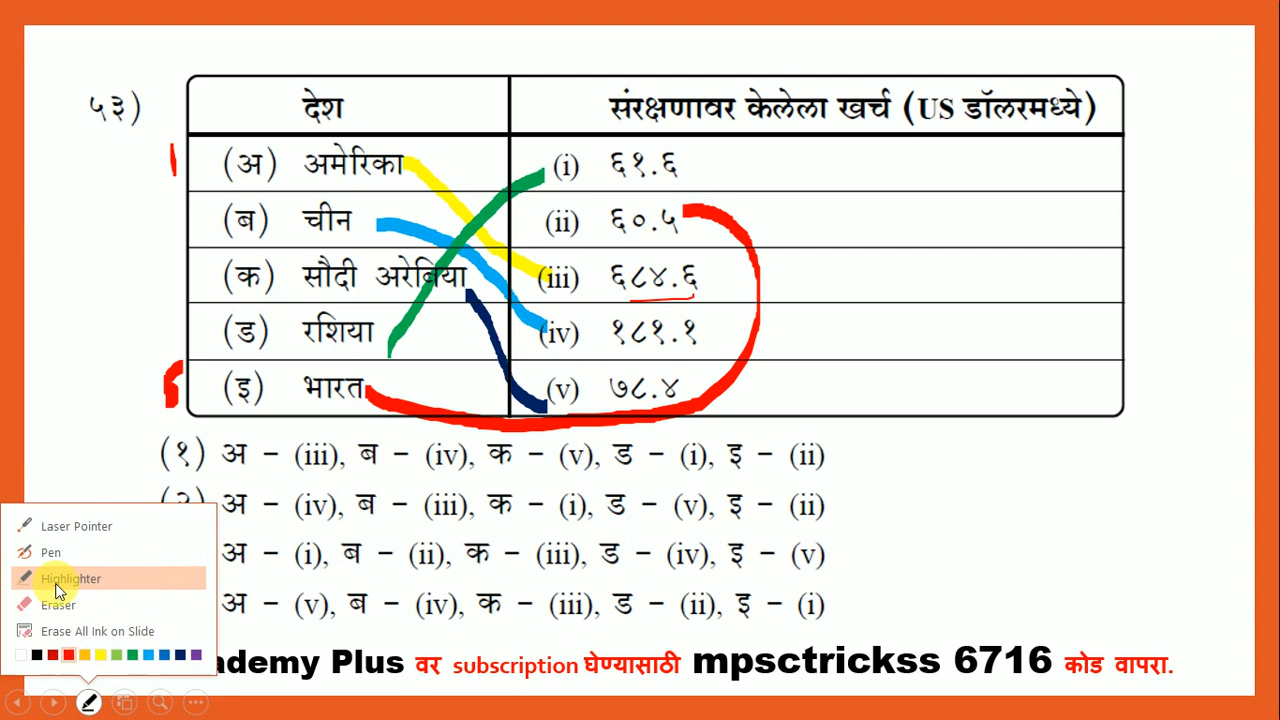 ५३)
देश संरक्षणावर केलेला खर्च (US डॉलरमध्ये)
(अ) अमेरिका (i) ६१.६
(ब) चीन (ii) ६०.५
(क) सौदी अरेबिया (iii) ६८४.६
(ड) रशिया (iv) १८१.१
(इ) भारत (v) ७८.४
(१) अ – (iii), ब – (iv), क – (v), ड – (i), इ – (ii)
अ – (iv), ब – (iii), क – (i), ड – (v), इ – (ii)
अ – (i), ब – (ii), क – (iii), ड – (iv), इ – (v)
अ – (v), ब – (iv), क – (iii), ड – (ii), इ – (i)
Laser Pointer
Pen
Highlighter
Eraser
Erase All Ink on Slide
ademy Plus वर subscription घेण्यासाठी mpsctrickss 6716 कोड वापरा.